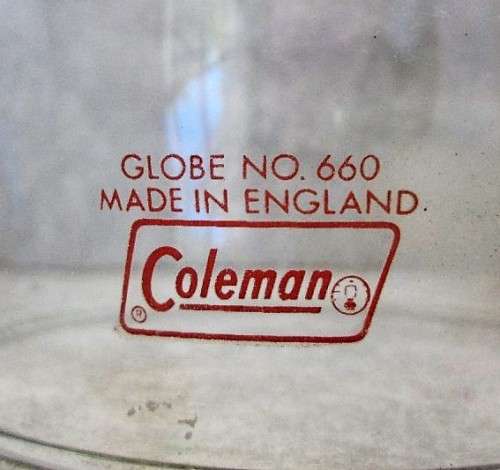 GLOBE NO. 660
MADE IN ENGLAND
Coleman
®